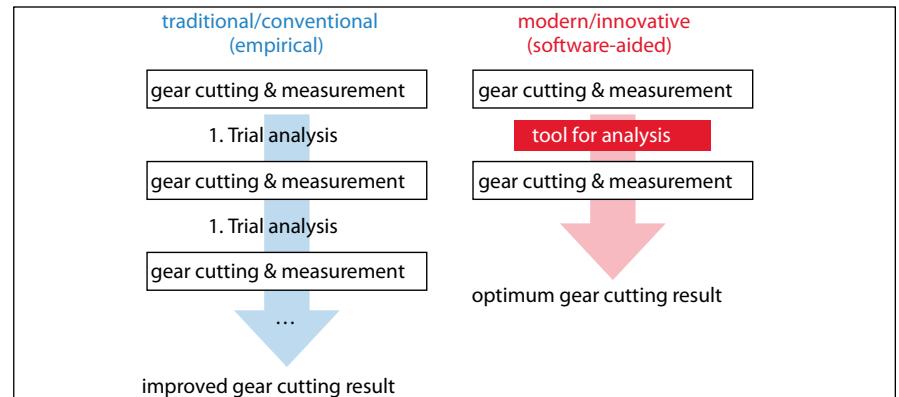 traditional/conventional
(empirical)
gear cutting & measurement
1. Trial analysis
gear cutting & measurement
1. Trial analysis
gear cutting & measurement
...
improved gear cutting result
modern/innovative
(software-aided)
gear cutting & measurement
tool for analysis
gear cutting & measurement
optimum gear cutting result